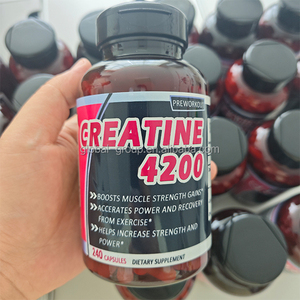 PREWORKOUT
CREATINE
4200
BOOSTS MUSCLE STRENGTH GAINS*
ACCERATES POWER AND RECOVERY
FROM EXERCISE*
HELPS INCREASE STRENGTH AND
POWER*
240 CAPSULES DIETARY SUPPLEMENT